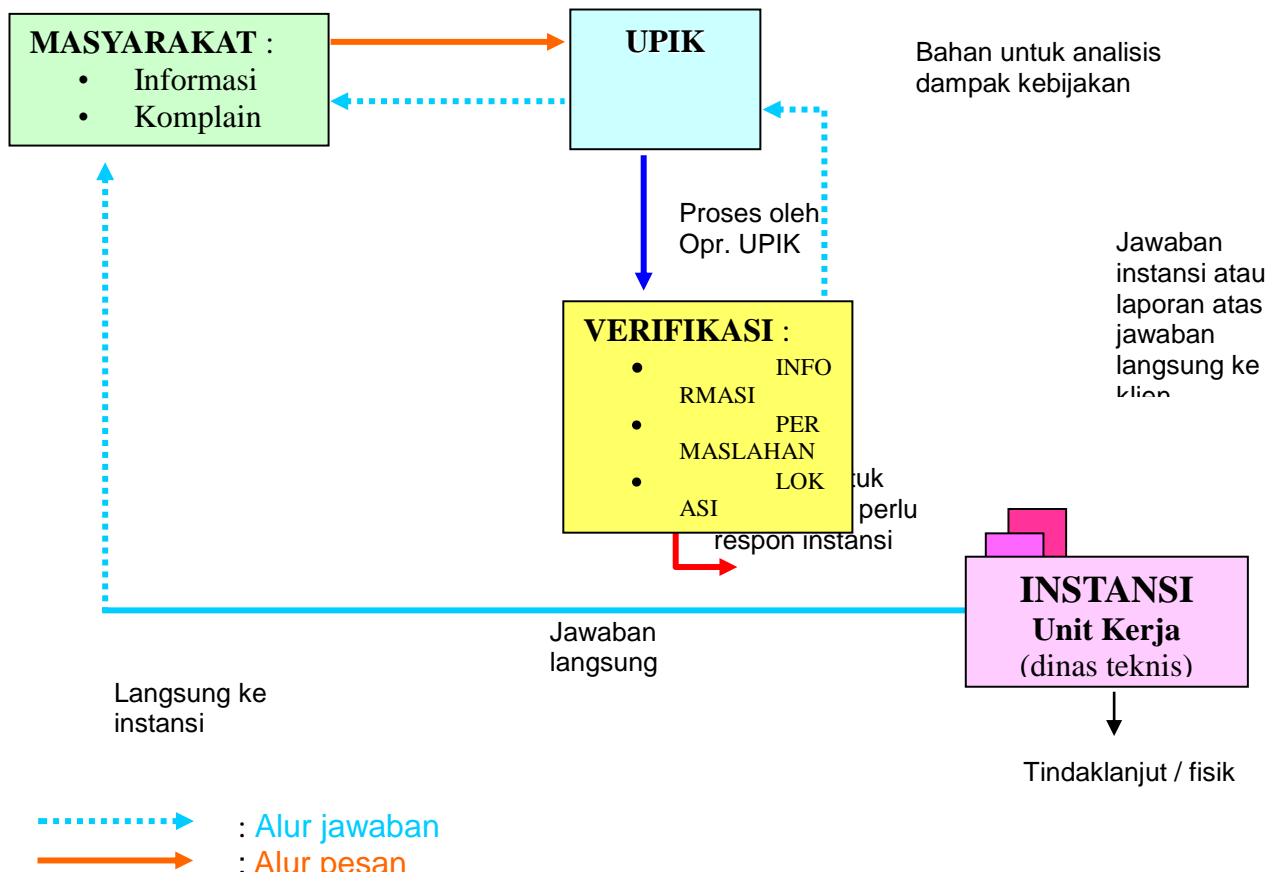 MASYARAKAT :
• Informasi
• Komplain
UPIK
Bahan untuk analisis
dampak kebijakan
Proses oleh
Opr. UPIK
Jawaban
instansi atau
laporan atas
jawaban
langsung ke
klien
VERIFIKASI :
• INFO
RMASI
• PER
MASLAHAN
• LOK
ASI
perlu
respon instansi
INSTANSI
Unit Kerja
(dinas teknis)
Jawaban
langsung
Langsung ke
instansi
Tindaklanjut / fisik
: Alur jawaban
: Alur pesan